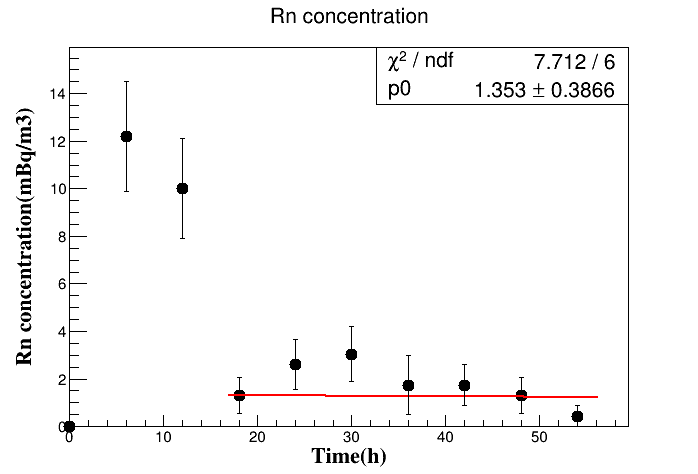 Rn concentration
χ² / ndf 7.712 / 6
p0 1.353 ± 0.3866
Rn concentration(mBq/m3)
14
12
10
8
6
4
2
0
0 10 20 30 40 50
Time(h)